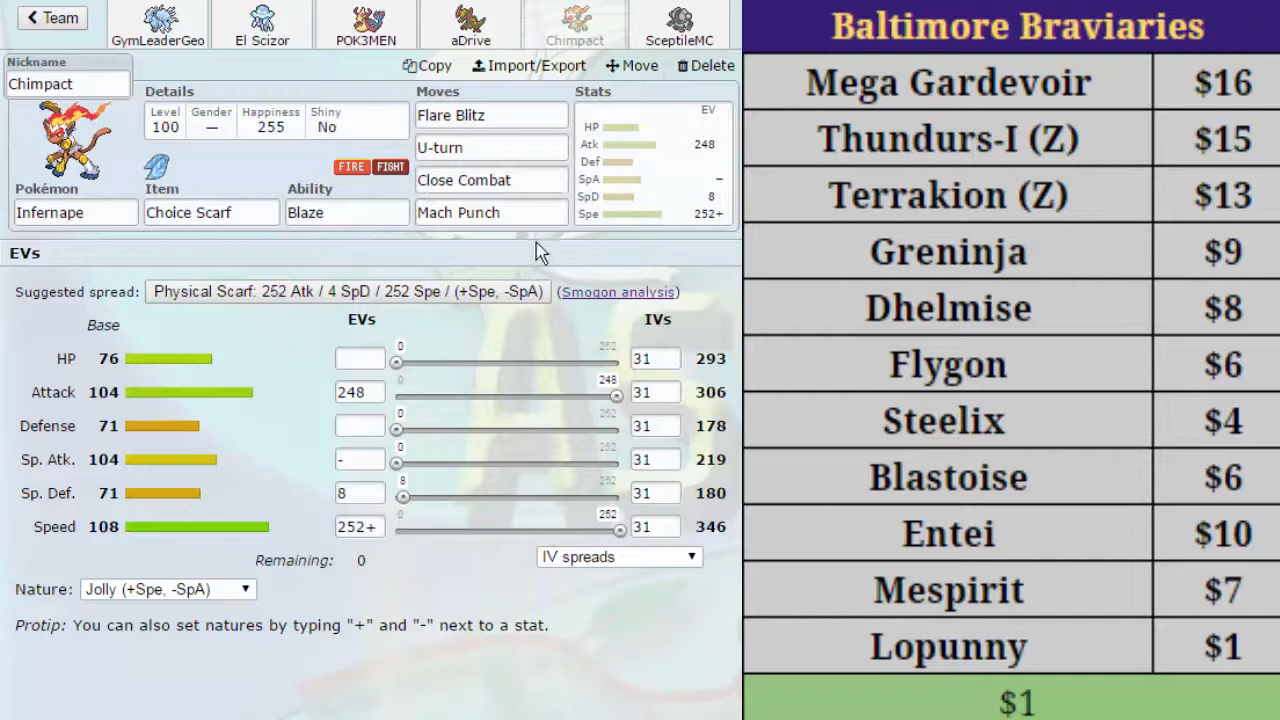 Team
GymLeaderGeo
El Scizor
POK3MEN
aDrive
Chimpact
SceptileMC
Nickname
Copy Import/Export Move Delete
Chimpact
Details
Level
100
Gender
—
Happiness
255
Shiny
No
FIRE FIGHT
Pokémon
Infernape
Item
Choice Scarf
Ability
Blaze
Moves
Flare Blitz
U-turn
Close Combat
Mach Punch
Stats
EV
HP
Atk 248
Def
SpA –
SpD 8
Spe 252+
EVs
Suggested spread: Physical Scarf: 252 Atk / 4 SpD / 252 Spe / (+Spe, -SpA) (Smogon analysis)
Base EVs IVs
HP 76 0 252 31 293
Attack 104 248 0 248 31 306
Defense 71 0 252 31 178
Sp. Atk. 104 - 0 252 31 219
Sp. Def. 71 8 8 252 31 180
Speed 108 252+ 0 252 31 346
Remaining: 0 IV spreads
Nature: Jolly (+Spe, -SpA)
Protip: You can also set natures by typing "+" and "-" next to a stat.
Baltimore Braviaries
Mega Gardevoir $16
Thundurs-I (Z) $15
Terrakion (Z) $13
Greninja $9
Dhelmise $8
Flygon $6
Steelix $4
Blastoise $6
Entei $10
Mespirit $7
Lopunny $1
$1